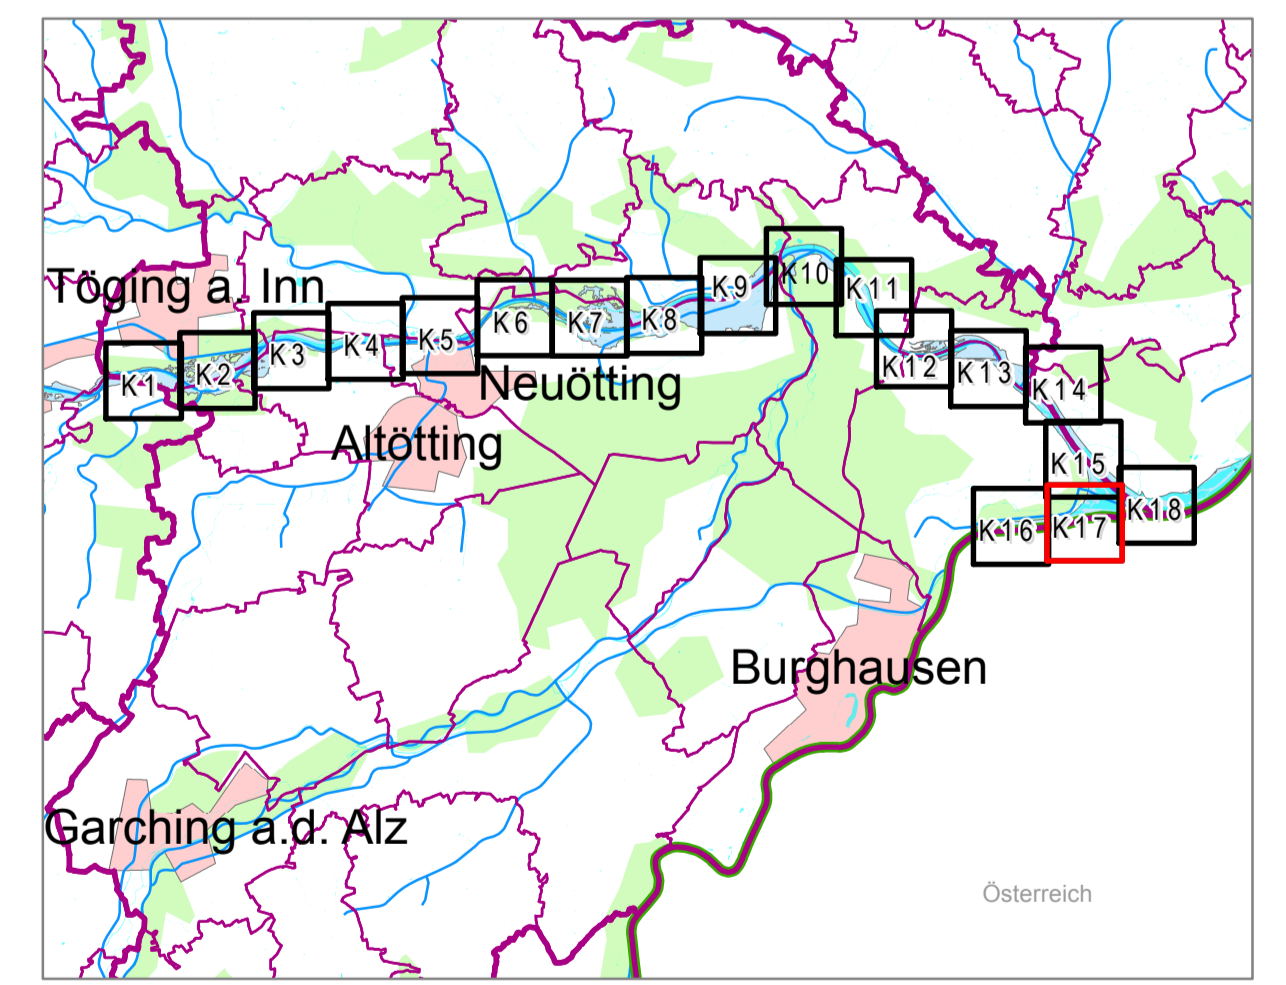 Töging a. Inn
K1
K2
K3
K4
K5
K6
K7
K8
K9
K10
K11
K12
K13
K14
K15
K16
K17
K18
Neuötting
Altötting
Burghausen
Garching a.d. Alz
Österreich